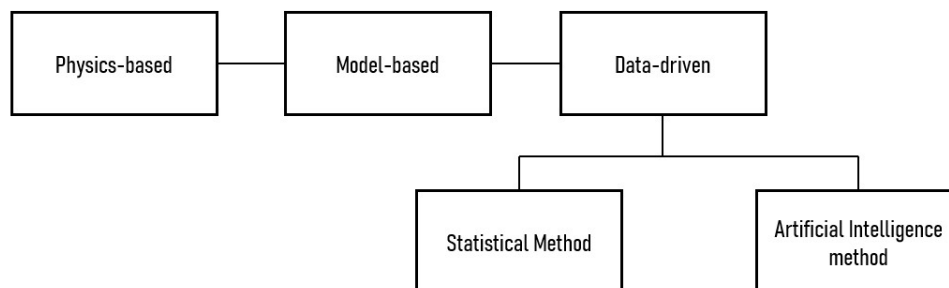 Physics-based
Model-based
Data-driven
Statistical Method
Artificial Intelligence
method